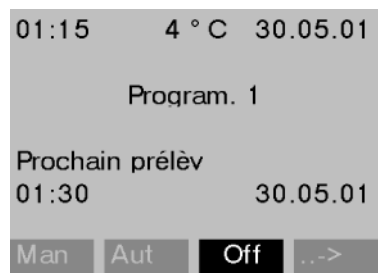 01:15 4 ° C 30.05.01
Program. 1
Prochain prélèv
01:30 30.05.01
Man Aut Off ..->